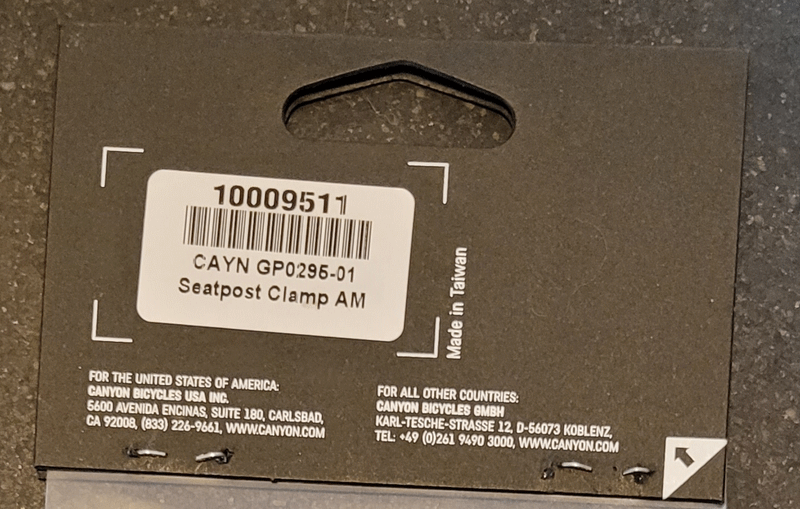 10009511
CAYN GP0295-01
Seatpost Clamp AM
Made in Taiwan
FOR THE UNITED STATES OF AMERICA:
CANYON BICYCLES USA INC.
5600 AVENIDA ENCINAS, SUITE 180, CARLSBAD,
CA 92008, (833) 226-9661, WWW.CANYON.COM
FOR ALL OTHER COUNTRIES:
CANYON BICYCLES GMBH
KARL-TESCHE-STRASSE 12, D-56073 KOBLENZ,
TEL: +49 (0)261 9490 3000, WWW.CANYON.COM